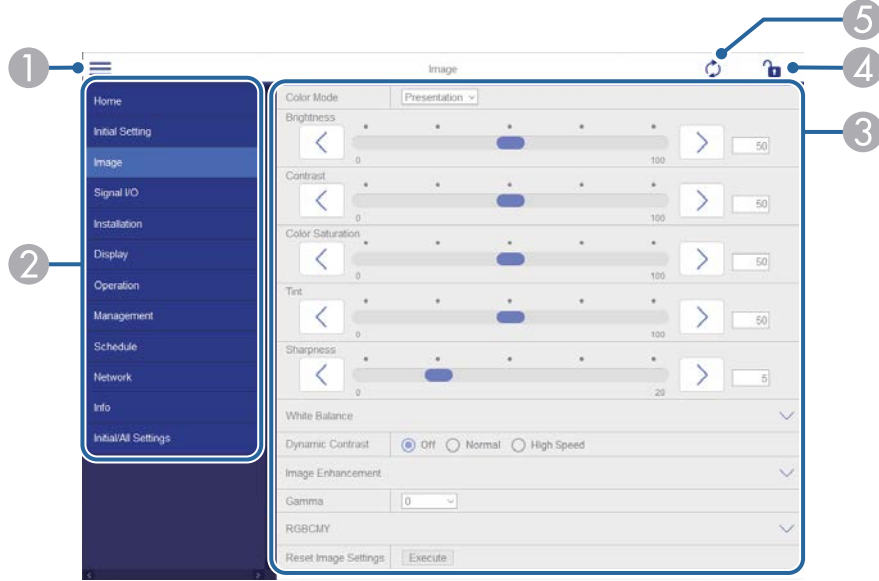 5
1
Image
4
Home
Initial Setting
Image
Signal I/O
Installation
Display
Operation
Management
Schedule
Network
Info
Initial/All Settings
2
3
Color Mode Presentation
Brightness
0 100 50
Contrast
0 100 50
Color Saturation
0 100 50
Tint
0 100 50
Sharpness
0 20 5
White Balance
Dynamic Contrast Off Normal High Speed
Image Enhancement
Gamma 0
RGBCMY
Reset Image Settings Execute